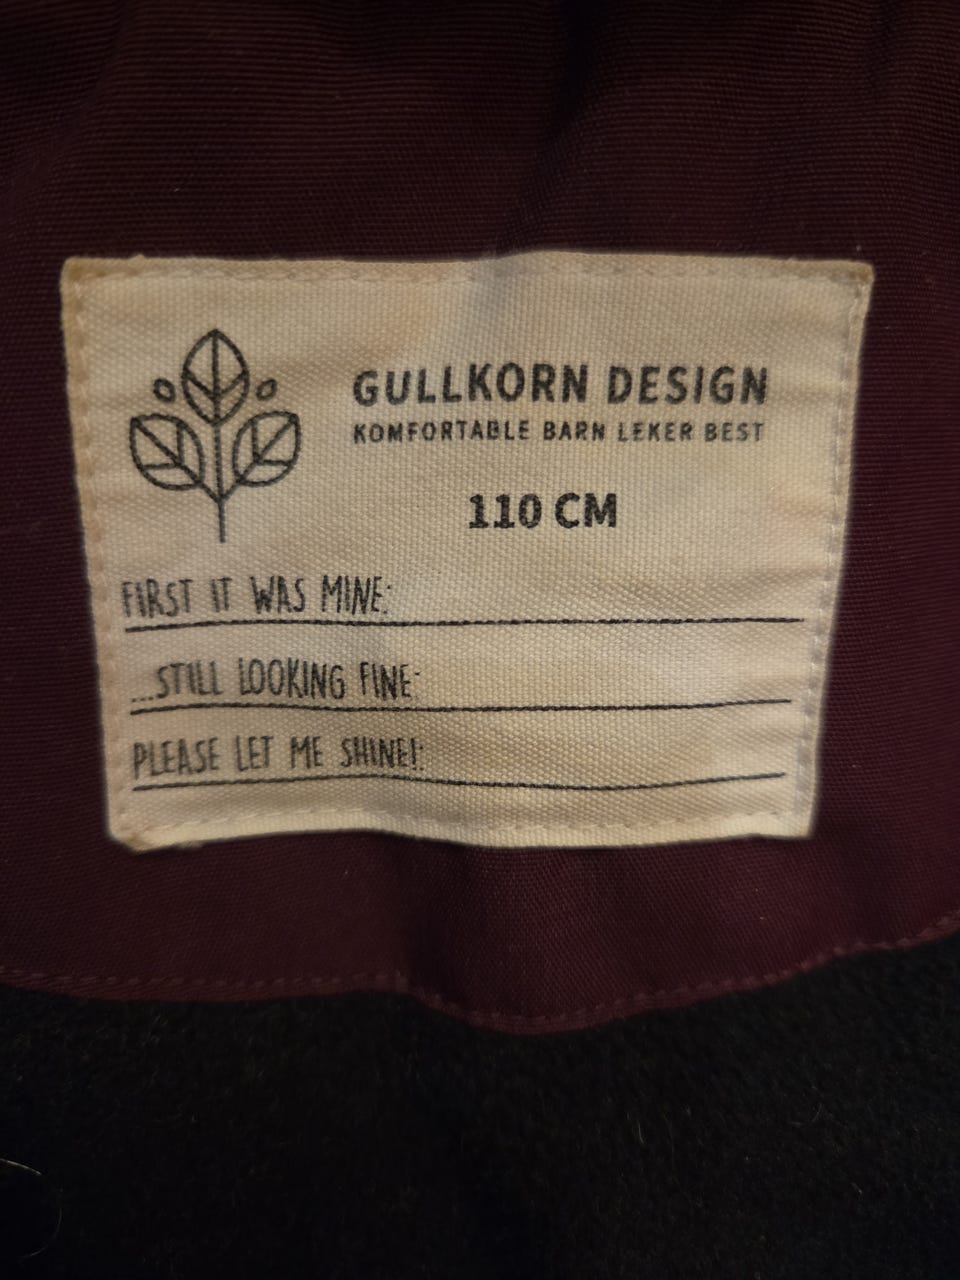 GULLKORN DESIGN
KOMFORTABLE BARN LEKER BEST
110 CM
FIRST IT WAS MINE:
...STILL LOOKING FINE:
PLEASE LET ME SHINE!: